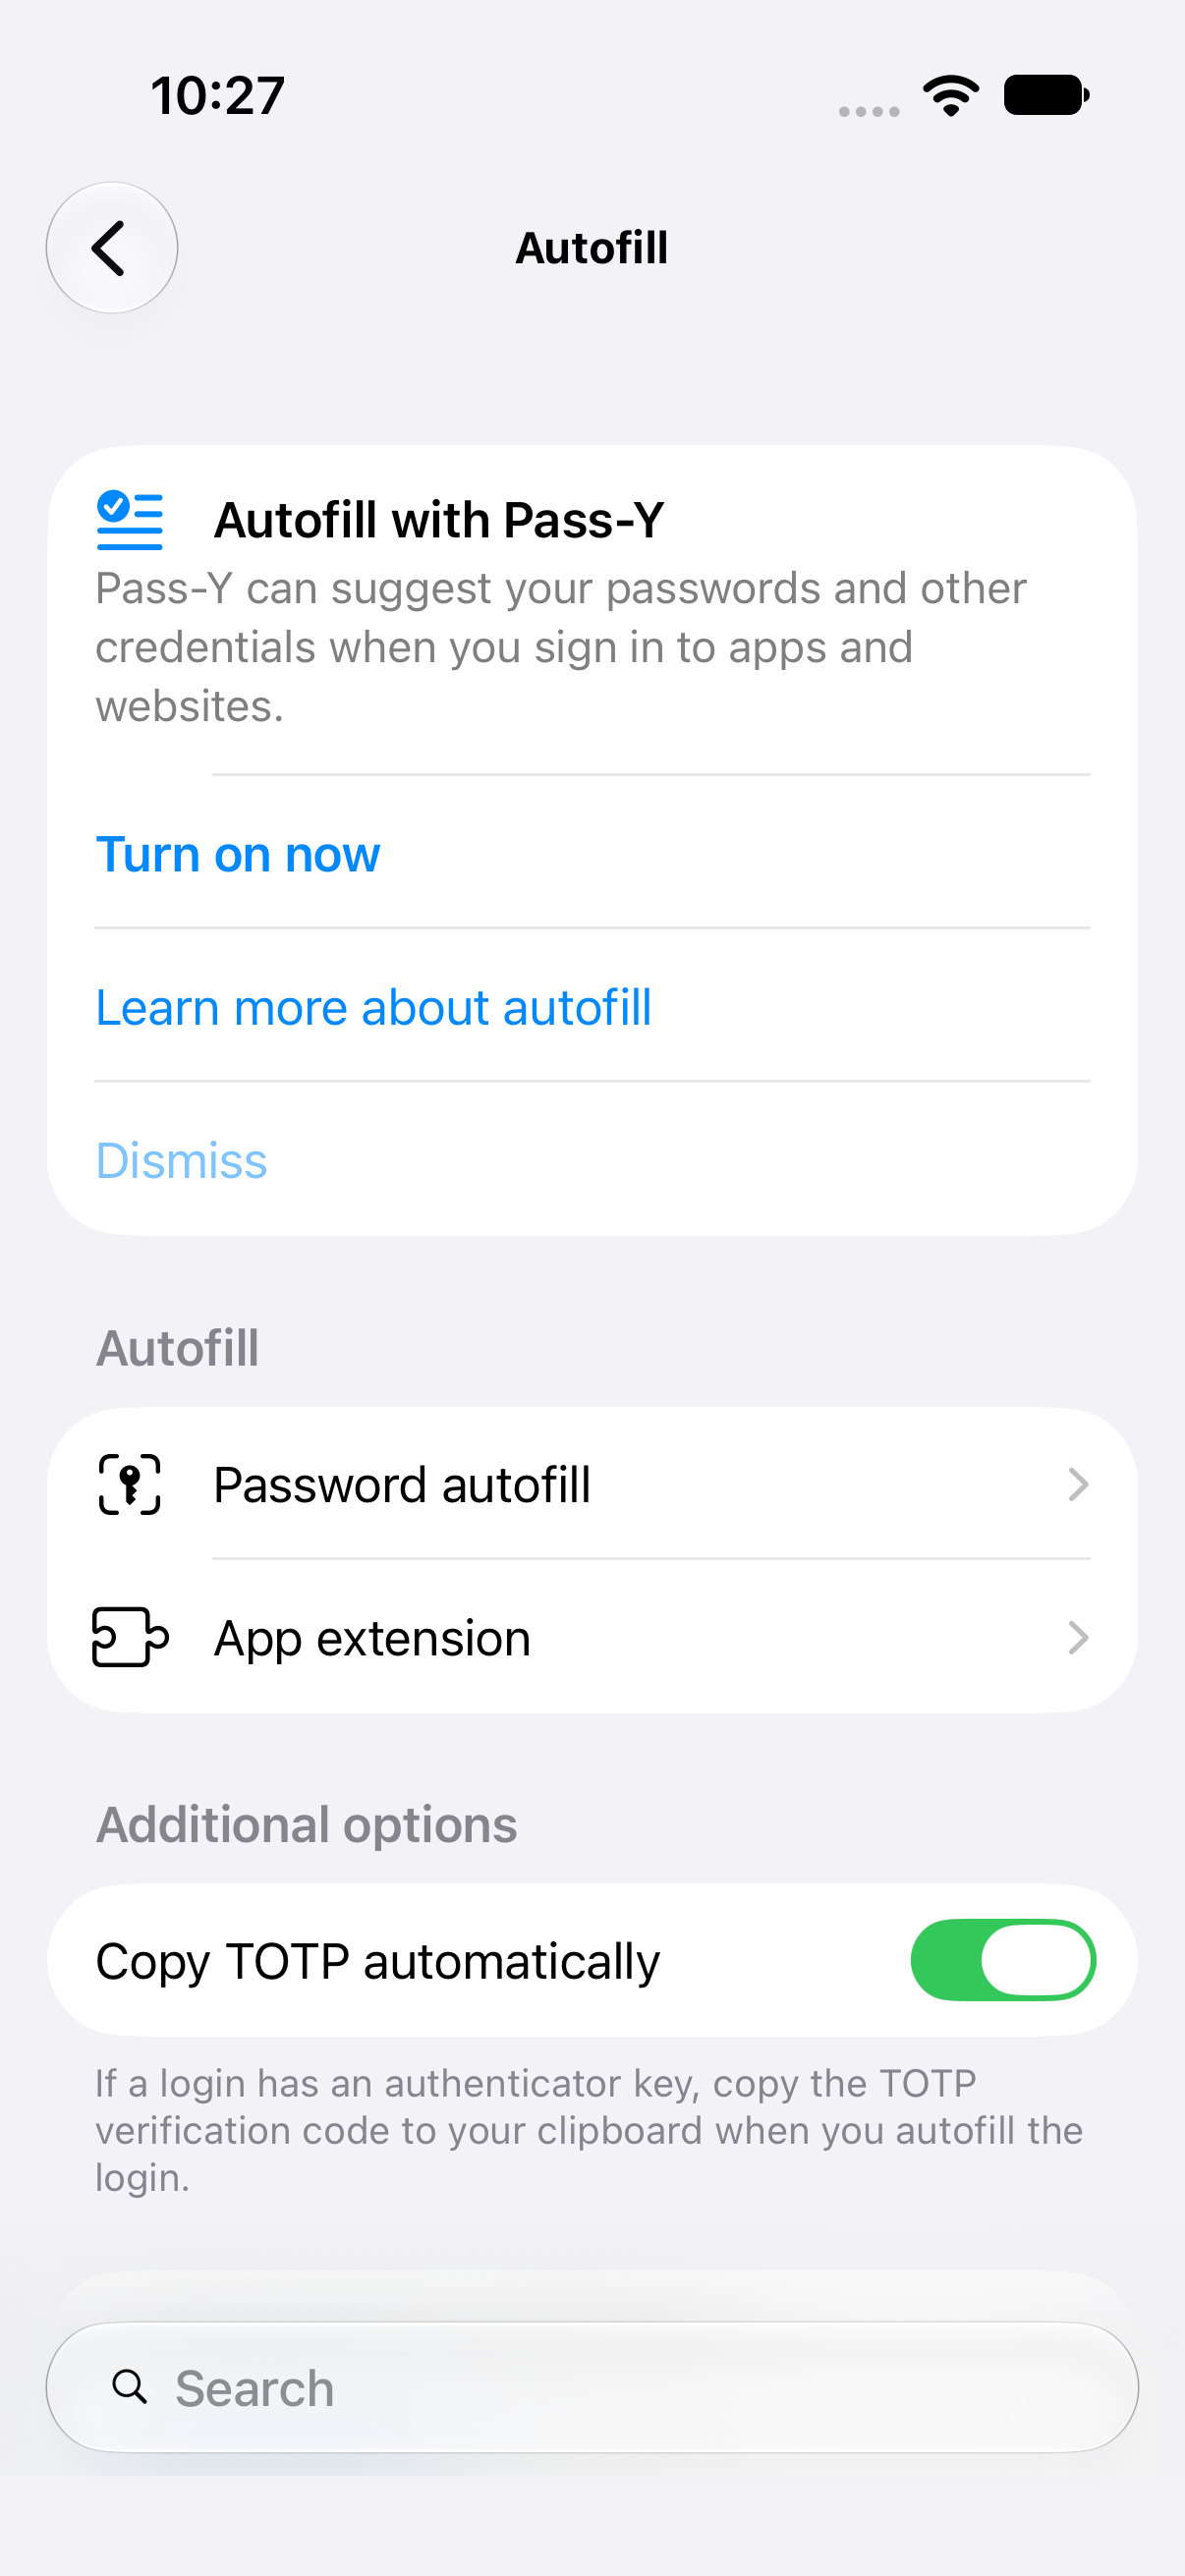 10:27
Autofill
Autofill with Pass-Y
Pass-Y can suggest your passwords and other
credentials when you sign in to apps and
websites.
Turn on now
Learn more about autofill
Dismiss
Autofill
Password autofill
App extension
Additional options
Copy TOTP automatically
If a login has an authenticator key, copy the TOTP
verification code to your clipboard when you autofill the
login.
Search